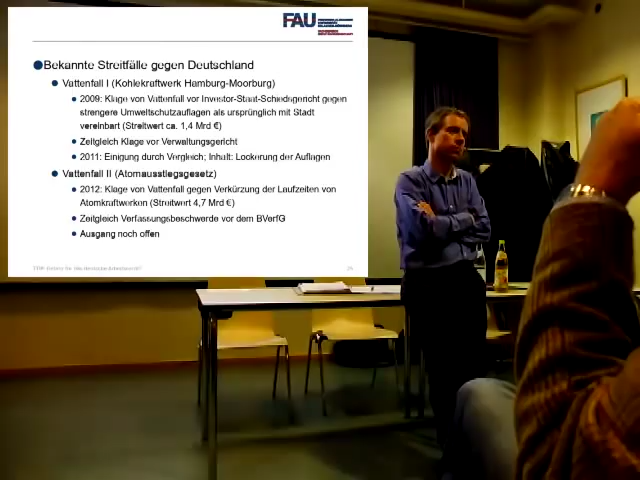 FAU
Bekannte Streitfälle gegen Deutschland
Vattenfall I (Kohlekraftwerk Hamburg-Moorburg)
2009: Klage von Vattenfall vor Investor-Staat-Schiedsgericht gegen
strengere Umweltschutzauflagen als ursprünglich mit Stadt
vereinbart (Streitwert ca. 1,4 Mrd €)
Zeitgleich Klage vor Verwaltungsgericht
2011: Einigung durch Vergleich; Inhalt: Lockerung der Auflagen
Vattenfall II (Atomausstiegsgesetz)
2012: Klage von Vattenfall gegen Verkürzung der Laufzeiten von
Atomkraftwerken (Streitwert 4,7 Mrd €)
Zeitgleich Verfassungsbeschwerde vor dem BVerfG
Ausgang noch offen